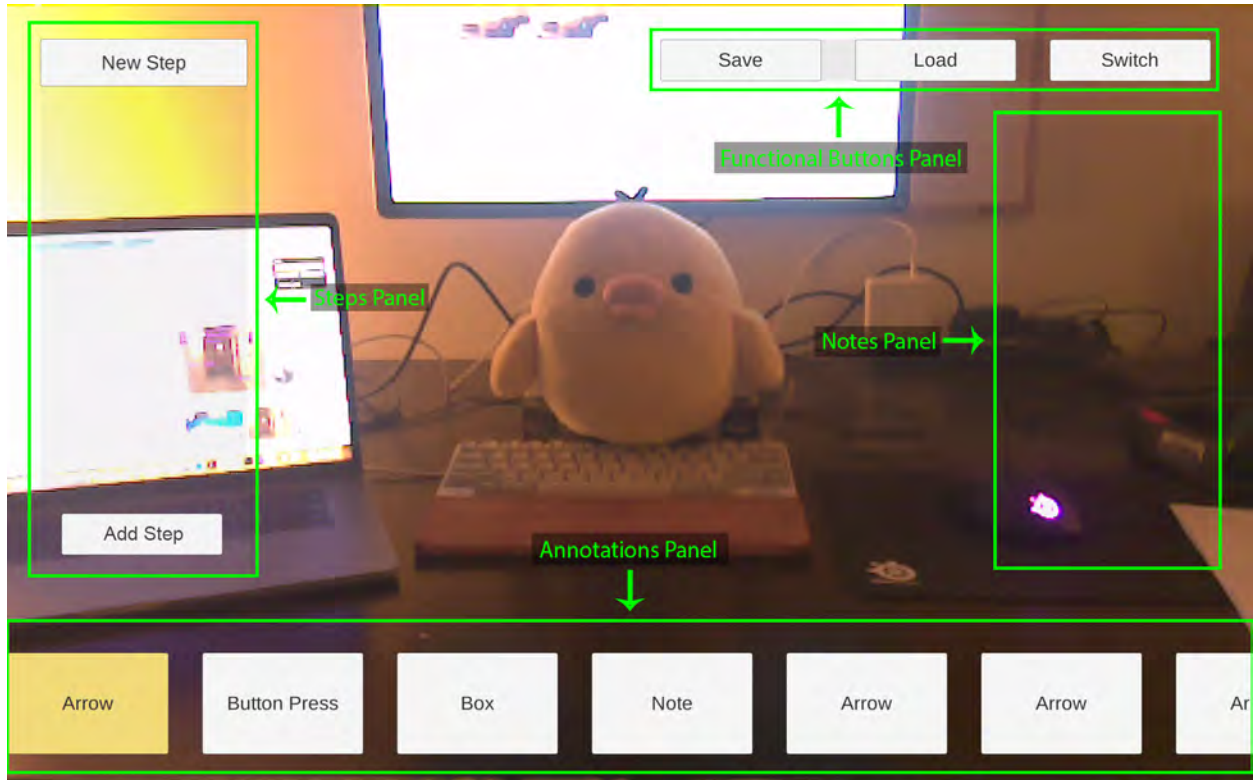 New Step
Save
Load
Switch
Functional Buttons Panel
Steps Panel
Notes Panel
Add Step
Annotations Panel
Arrow
Button Press
Box
Note
Arrow
Arrow
Ar